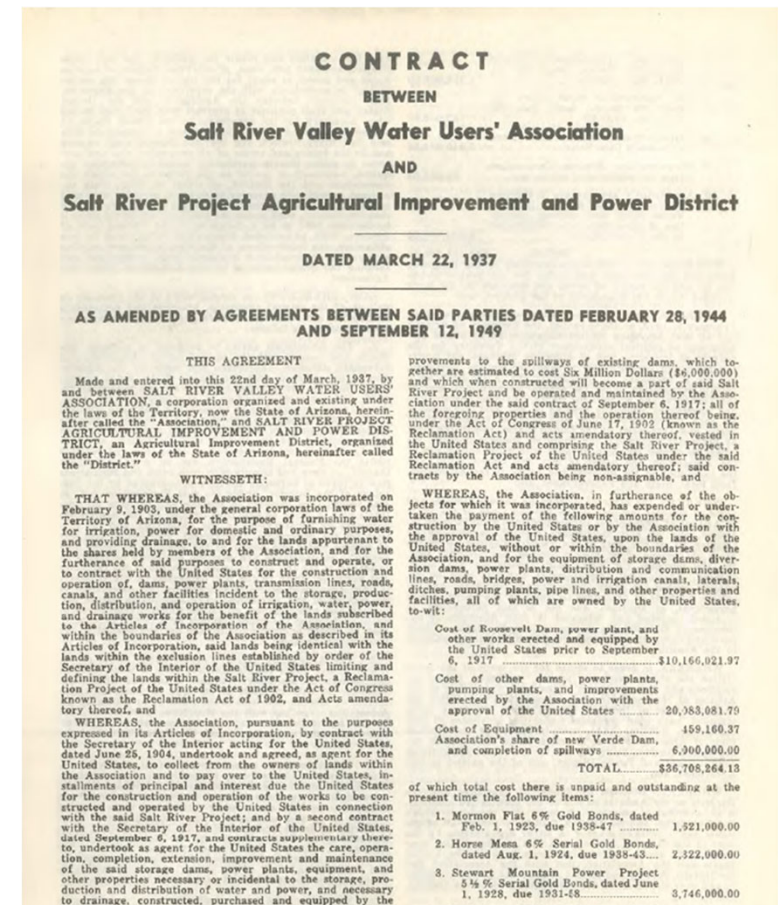 CONTRACT
BETWEEN
Salt River Valley Water Users' Association
AND
Salt River Project Agricultural Improvement and Power District
DATED MARCH 22, 1937
AS AMENDED BY AGREEMENTS BETWEEN SAID PARTIES DATED FEBRUARY 28, 1944
AND SEPTEMBER 12, 1949
THIS AGREEMENT
Made and entered into this 22nd day of March, 1937, by
and between SALT RIVER VALLEY WATER USERS'
ASSOCIATION, a corporation organized and existing under
the laws of the Territory, now the State of Arizona, herein-
after called the "Association," and SALT RIVER PROJECT
AGRICULTURAL IMPROVEMENT AND POWER DIS-
TRICT, an Agricultural Improvement District, organized
under the laws of the State of Arizona, hereinafter called
the "District."
WITNESSETH:
THAT WHEREAS, the Association was incorporated on
February 9, 1903, under the general corporation laws of the
Territory of Arizona, for the purpose of furnishing water
for irrigation, power for domestic and ordinary purposes,
and providing drainage, to and for the lands appurtenant to
the shares held by members of the Association, and for the
furtherance of said purposes to construct and operate, or
to contract with the United States for the construction and
operation of, dams, power plants, transmission lines, roads,
canals, and other facilities incident to the storage, produc-
tion, distribution, and operation of irrigation, water, power,
and drainage works for the benefit of the lands subscribed
to the Articles of Incorporation of the Association, and
within the boundaries of the Association as described in its
Articles of Incorporation, said lands being identical with the
lands within the exclusion lines established by order of the
Secretary of the Interior of the United States limiting and
defining the lands within the Salt River Project, a Reclama-
tion Project of the United States under the Act of Congress
known as the Reclamation Act of 1902, and Acts amenda-
tory thereof, and
WHEREAS, the Association, pursuant to the purposes
expressed in its Articles of Incorporation, by contract with
the Secretary of the Interior acting for the United States,
dated June 25, 1904, undertook and agreed, as agent for the
United States, to collect from the owners of lands within
the Association and to pay over to the United States, in-
stallments of principal and interest due the United States
for the construction and operation of the works to be con-
structed and operated by the United States in connection
with the said Salt River Project; and by a second contract
with the Secretary of the Interior of the United States,
dated September 6, 1917, and contracts supplementary there-
to, undertook as agent for the United States the care, opera-
tion, completion, extension, improvement and maintenance
of the said storage dams, power plants, equipment, and
other properties necessary or incidental to the storage, pro-
duction and distribution of water and power, and necessary
to drainage, constructed, purchased and equipped by the
provements to the spillways of existing dams, which to-
gether are estimated to cost Six Million Dollars ($6,000,000)
and which when constructed will become a part of said Salt
River Project and be operated and maintained by the Asso-
ciation under the said contract of September 6, 1917; all of
the foregoing properties and the operation thereof being,
under the Act of Congress of June 17, 1902 (known as the
Reclamation Act) and acts amendatory thereof, vested in
the United States and comprising the Salt River Project, a
Reclamation Project of the United States under the said
Reclamation Act and acts amendatory thereof; said con-
tracts by the Association being non-assignable, and
WHEREAS, the Association, in furtherance of the ob-
jects for which it was incorporated, has expended or under-
taken the payment of the following amounts for the con-
struction by the United States or by the Association with
the approval of the United States, upon the lands of the
United States, without or within the boundaries of the
Association, and for the equipment of storage dams, diver-
sion dams, power plants, distribution and communication
lines, roads, bridges, power and irrigation canals, laterals,
ditches, pumping plants, pipe lines, and other properties and
facilities, all of which are owned by the United States,
to-wit:
Cost of Roosevelt Dam, power plant, and
other works erected and equipped by
the United States prior to September
6, 1917 ..............................$10,166,021.97
Cost of other dams, power plants,
pumping plants, and improvements
erected by the Association with the
approval of the United States .......... 20,083,081.79
Cost of Equipment .......................... 459,160.37
Association's share of new Verde Dam,
and completion of spillways ............ 6,000,000.00
TOTAL.........$36,708,264.13
of which total cost there is unpaid and outstanding at the
present time the following items:
1. Mormon Flat 6% Gold Bonds, dated
Feb. 1, 1923, due 1938-47 ............ 1,621,000.00
2. Horse Mesa 6% Serial Gold Bonds,
dated Aug. 1, 1924, due 1938-43.... 2,322,000.00
3. Stewart Mountain Power Project
5½% Serial Gold Bonds, dated June
1, 1928, due 1931-58.................... 3,746,000.00